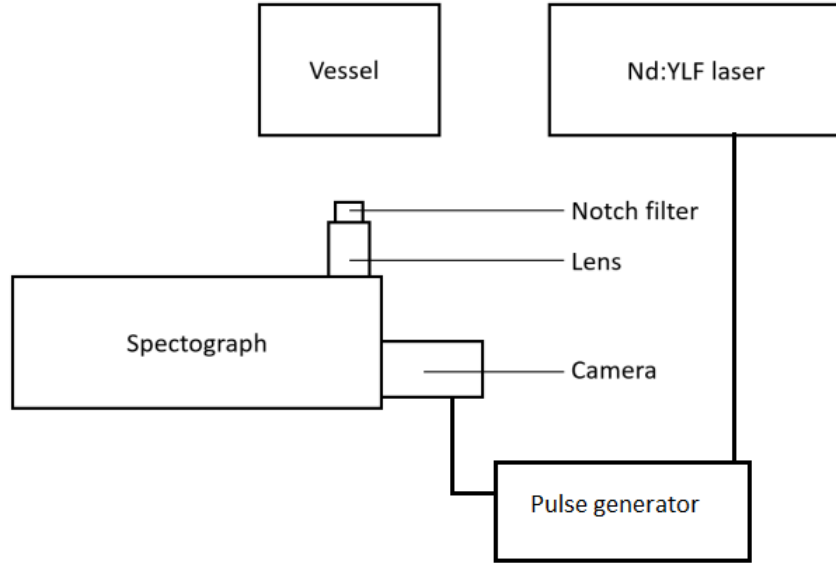 Vessel
Nd:YLF laser
Notch filter
Lens
Spectograph
Camera
Pulse generator